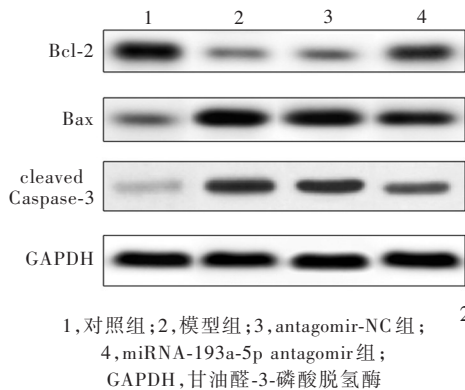 1 2 3 4
Bcl-2
Bax
cleaved
Caspase-3
GAPDH
2
1,对照组;2,模型组;3,antagomir-NC组;
4,miRNA-193a-5p antagomir组;
GAPDH,甘油醛-3-磷酸脱氢酶